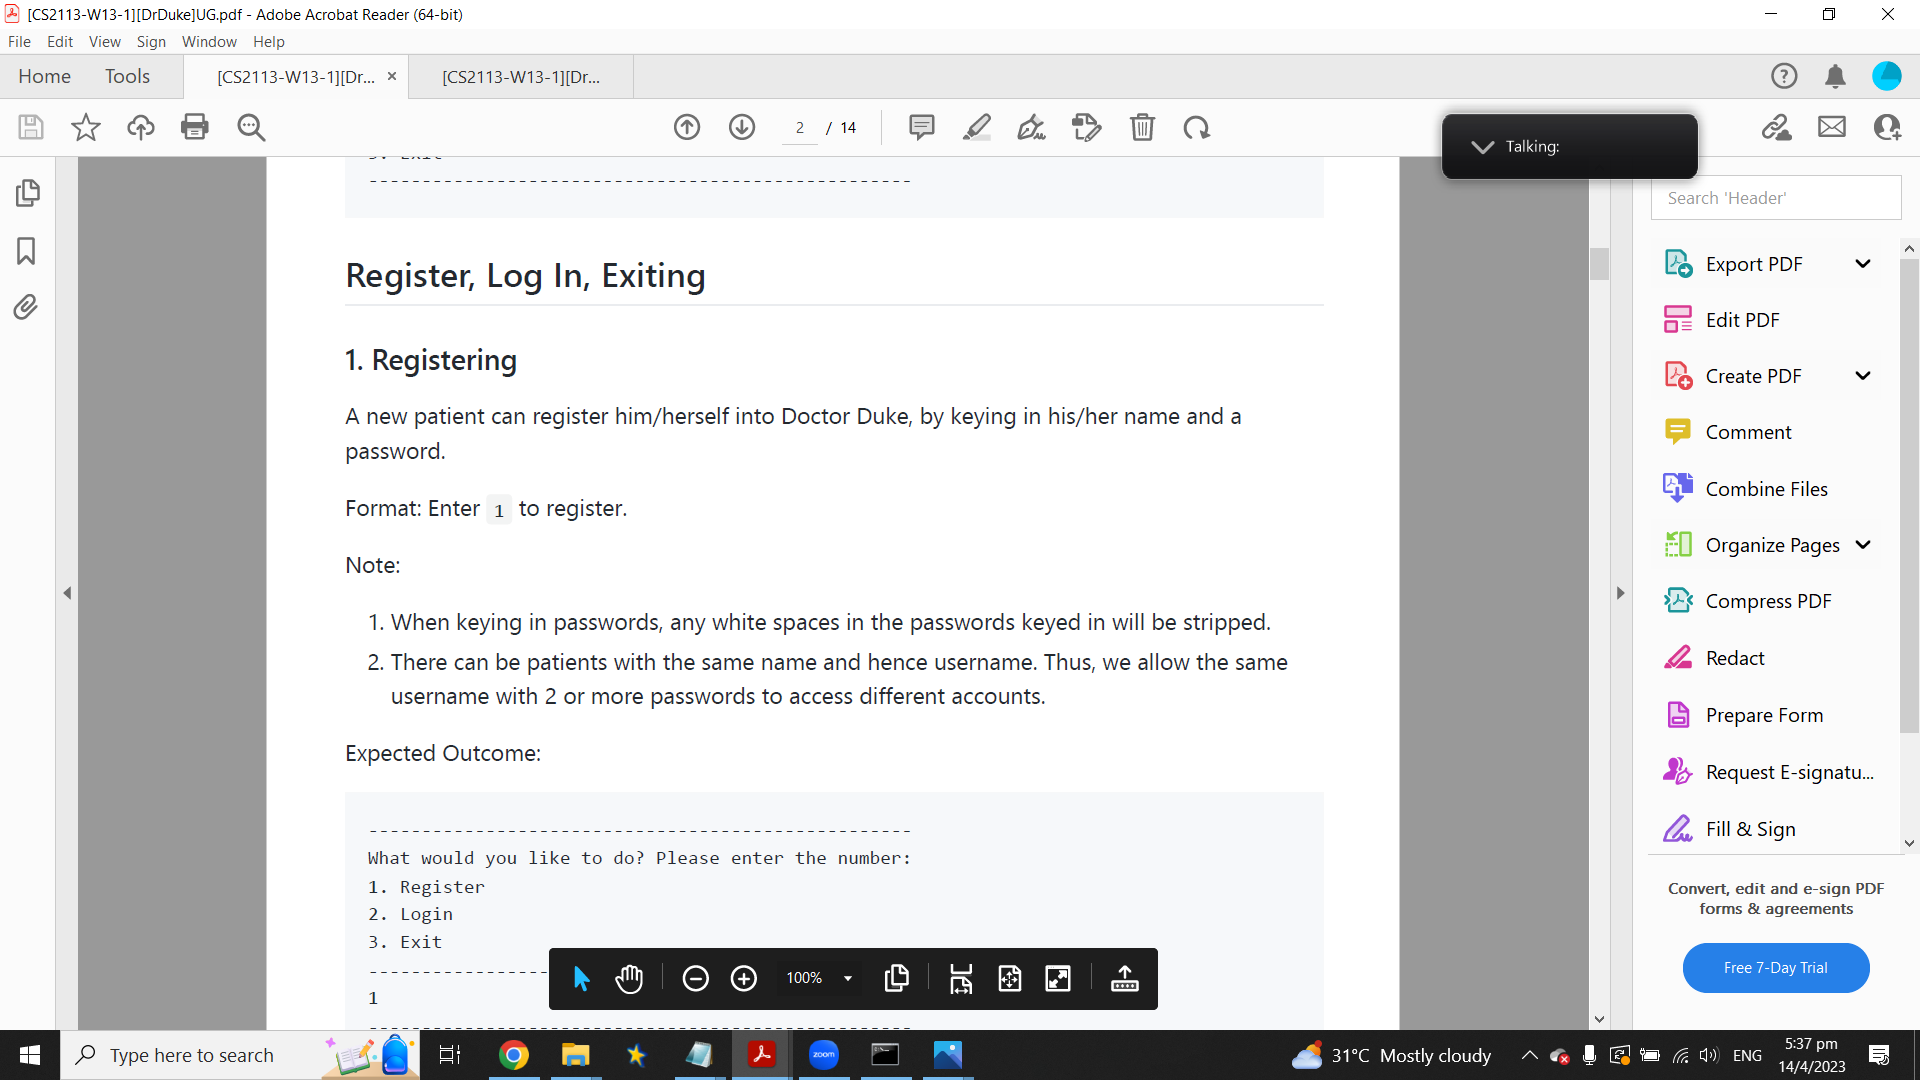 [CS2113-W13-1][DrDuke]UG.pdf - Adobe Acrobat Reader (64-bit)
File Edit View Sign Window Help
Home Tools [CS2113-W13-1][Dr... × [CS2113-W13-1][Dr...
2 / 14
Talking:
3. Exit
---------------------------------------------------
Search 'Header'
Register, Log In, Exiting
1. Registering
A new patient can register him/herself into Doctor Duke, by keying in his/her name and a
password.
Format: Enter 1 to register.
Note:
1. When keying in passwords, any white spaces in the passwords keyed in will be stripped.
2. There can be patients with the same name and hence username. Thus, we allow the same
username with 2 or more passwords to access different accounts.
Expected Outcome:
---------------------------------------------------
What would you like to do? Please enter the number:
1. Register
2. Login
3. Exit
-----------------
1
---------------------------------------------------
100%
Export PDF
Edit PDF
Create PDF
Comment
Combine Files
Organize Pages
Compress PDF
Redact
Prepare Form
Request E-signatu...
Fill & Sign
Convert, edit and e-sign PDF
forms & agreements
Free 7-Day Trial
Type here to search
zoom
31°C Mostly cloudy
ENG
5:37 pm
14/4/2023